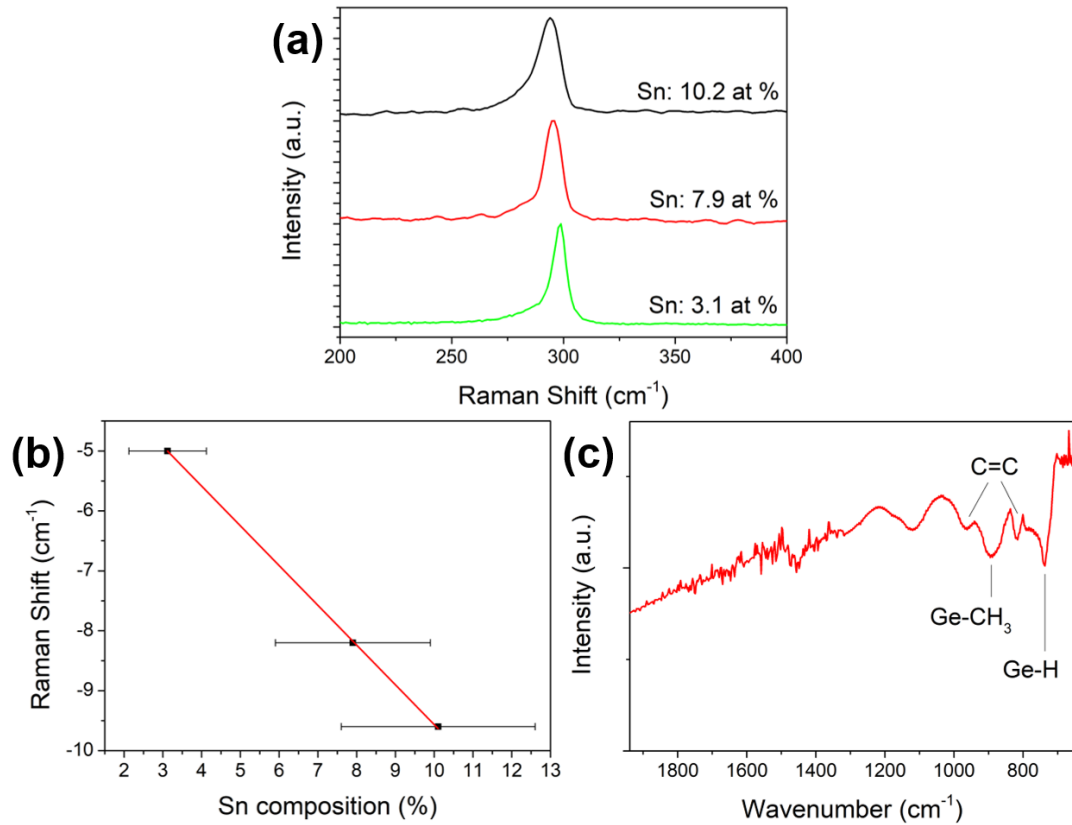 (a)
Intensity (a.u.)
Sn: 10.2 at %
Sn: 7.9 at %
Sn: 3.1 at %
200 250 300 350 400
Raman Shift (cm⁻¹)
(b)
Raman Shift (cm⁻¹)
-5
-6
-7
-8
-9
-10
2 3 4 5 6 7 8 9 10 11 12 13
Sn composition (%)
(c)
Intensity (a.u.)
C=C
Ge-CH₃
Ge-H
1800 1600 1400 1200 1000 800
Wavenumber (cm⁻¹)